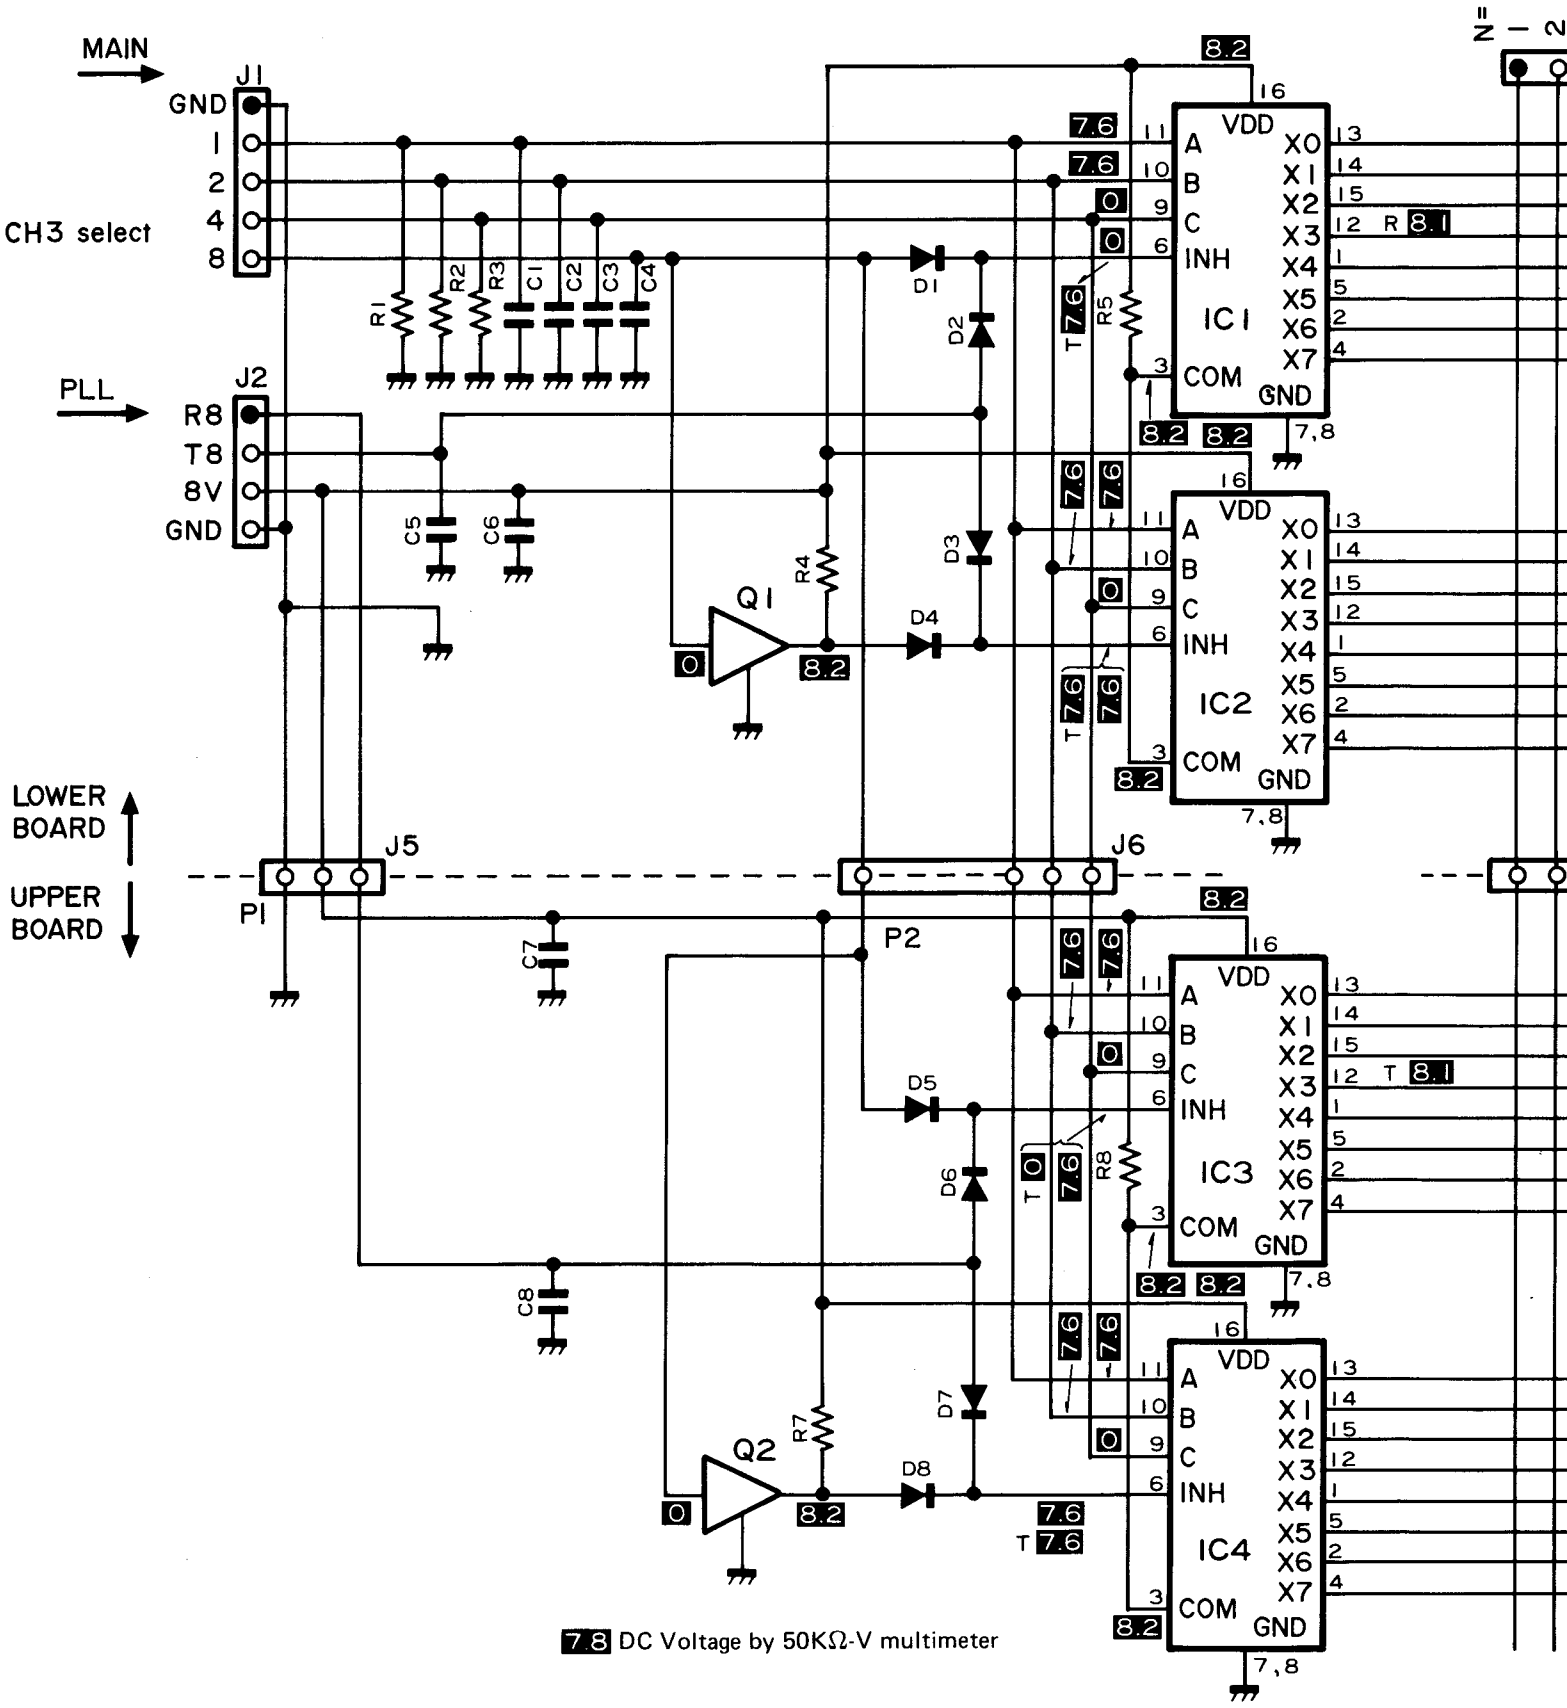 MAIN
J1
GND
1
2
4
8
CH3 select
R1
R2
R3
C1
C2
C3
C4
PLL
J2
R8
T8
8V
GND
C5
C6
R4
Q1
0
8.2
D1
D2
D3
D4
8.2
16
VDD
7.6
11
A
7.6
10
B
0
9
C
0
6
INH
T 7.6
R5
IC1
3
COM
GND
8.2
8.2
7,8
X0 13
X1 14
X2 15
X3 12 R 8.1
X4 1
X5 5
X6 2
X7 4
N=
1
2
16
VDD
7.6
7.6
11
A
10
B
0
9
C
6
INH
T 7.6
7.6
IC2
3
COM
8.2
GND
7,8
X0 13
X1 14
X2 15
X3 12
X4 1
X5 5
X6 2
X7 4
LOWER
BOARD
UPPER
BOARD
J5
P1
J6
P2
C7
C8
D5
D6
D7
D8
R7
Q2
0
8.2
8.2
16
VDD
7.6
7.6
11
A
10
B
0
9
C
6
INH
T 0
7.6
R8
IC3
3
COM
GND
8.2
8.2
7,8
X0 13
X1 14
X2 15
X3 12 T 8.1
X4 1
X5 5
X6 2
X7 4
16
VDD
7.6
7.6
11
A
10
B
0
9
C
6
INH
7.6
T 7.6
IC4
3
COM
8.2
GND
7,8
X0 13
X1 14
X2 15
X3 12
X4 1
X5 5
X6 2
X7 4
7.8 DC Voltage by 50KΩ-V multimeter